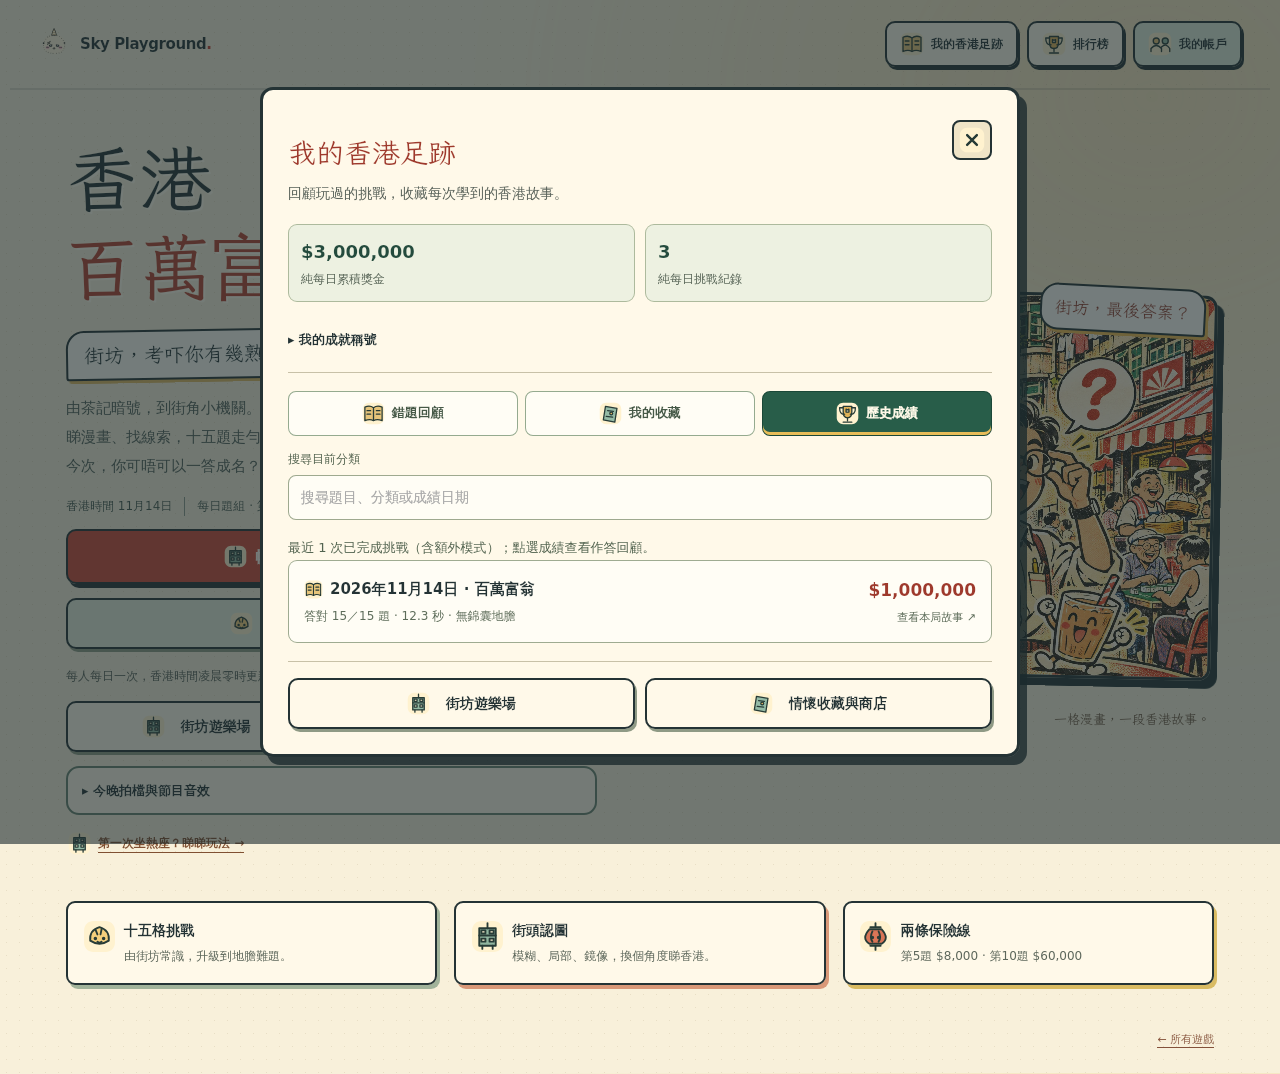 Sky Playground.
我的香港足跡
排行榜
我的帳戶
香港
百萬富
街坊，考吓你有幾熟
由茶記暗號，到街角小機關。
睇漫畫、找線索，十五題走勻
今次，你可唔可以一答成名？
香港時間 11月14日
每日題組 ·
街坊，最後答案？
?
我的香港足跡
回顧玩過的挑戰，收藏每次學到的香港故事。
$3,000,000
純每日累積獎金
3
純每日挑戰紀錄
▸ 我的成就稱號
錯題回顧
我的收藏
歷史成績
搜尋目前分類
搜尋題目、分類或成績日期
最近 1 次已完成挑戰（含額外模式）；點選成績查看作答回顧。
2026年11月14日 · 百萬富翁
$1,000,000
答對 15／15 題 · 12.3 秒 · 無錦囊地膽
查看本局故事 ↗
街坊遊樂場
情懷收藏與商店
每人每日一次，香港時間凌晨零時更
街坊遊樂場
一格漫畫，一段香港故事。
▸ 今晚拍檔與節目音效
第一次坐熱座？睇睇玩法 →
十五格挑戰
由街坊常識，升級到地膽難題。
街頭認圖
模糊、局部、鏡像，換個角度睇香港。
兩條保險線
第5題 $8,000 · 第10題 $60,000
← 所有遊戲